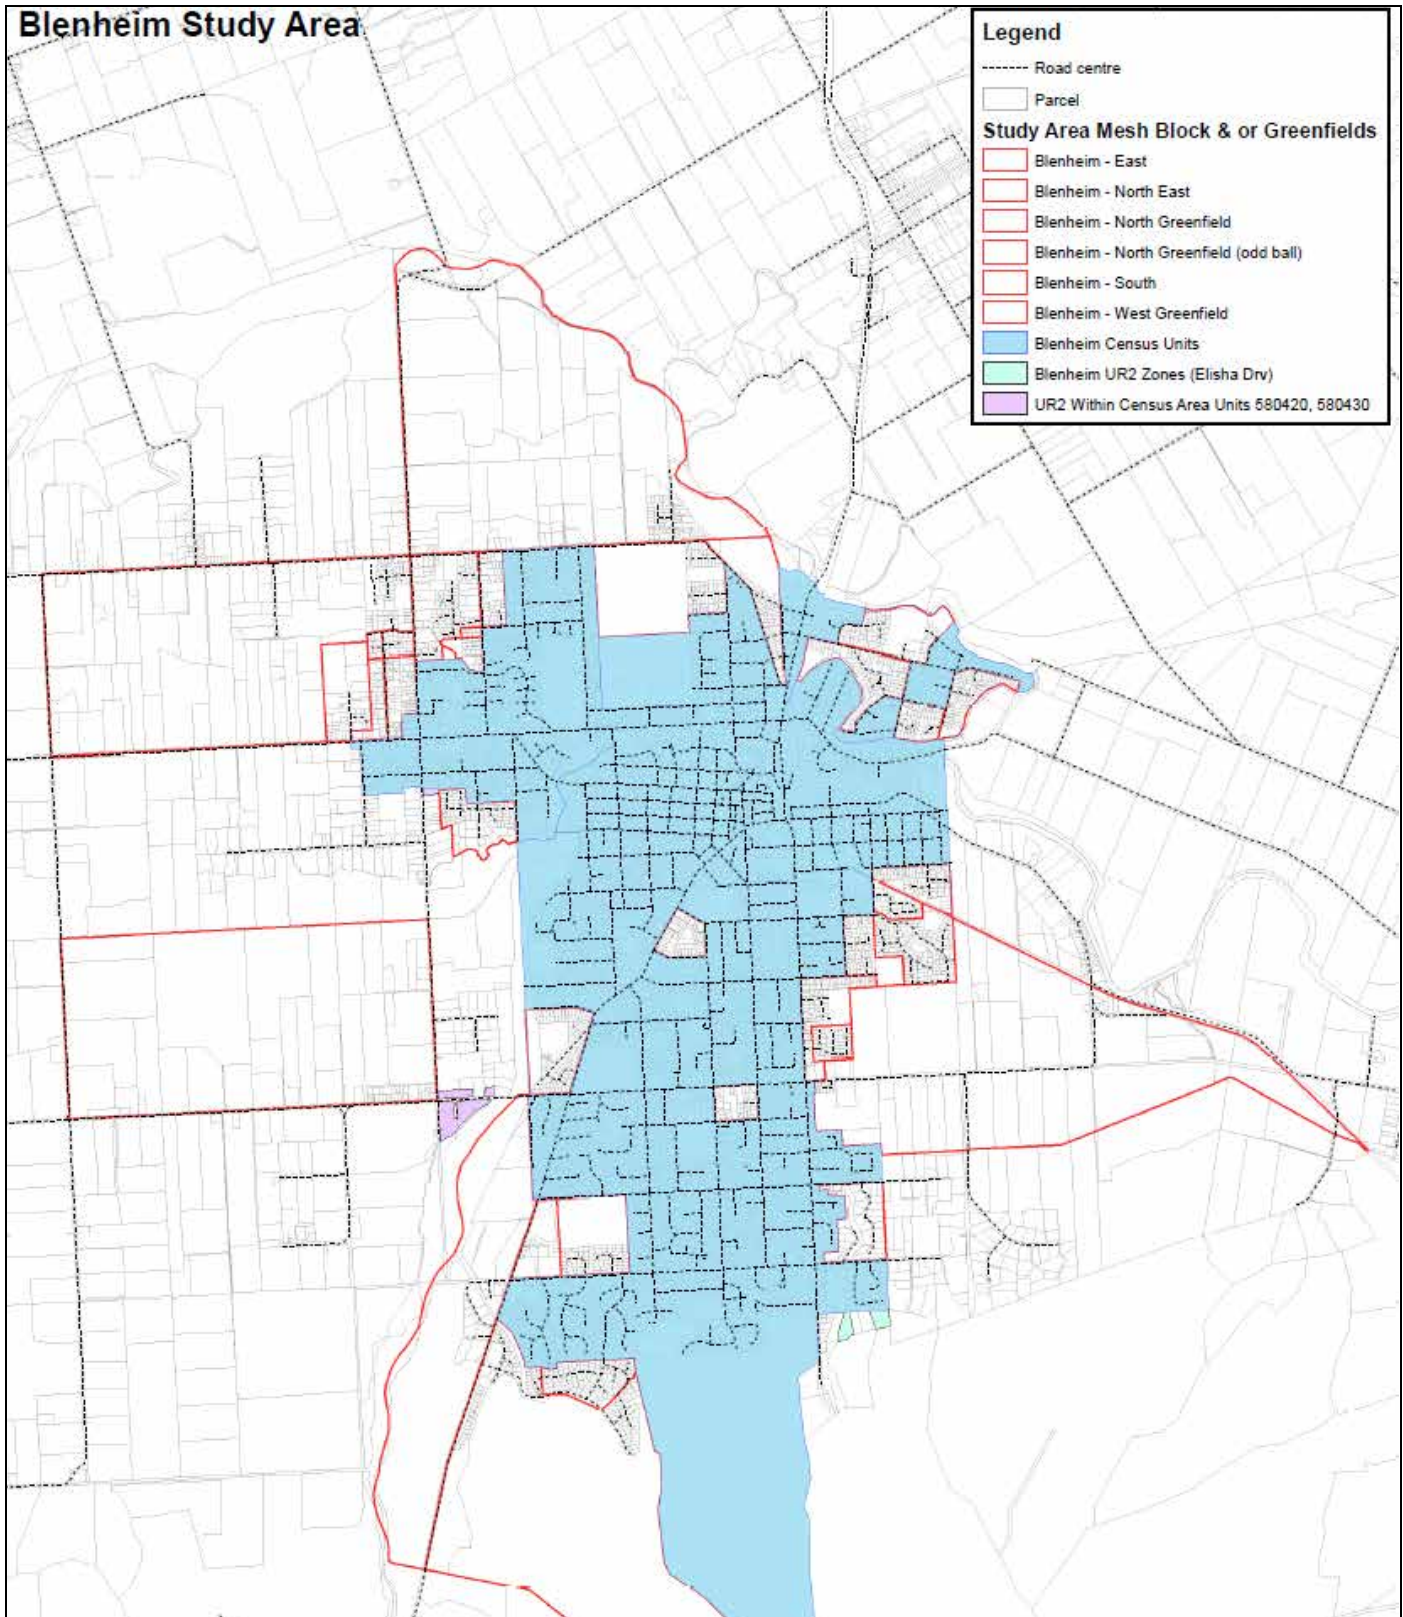 Blenheim Study Area
Legend
Road centre
Parcel
Study Area Mesh Block & or Greenfields
Blenheim - East
Blenheim - North East
Blenheim - North Greenfield
Blenheim - North Greenfield (odd ball)
Blenheim - South
Blenheim - West Greenfield
Blenheim Census Units
Blenheim UR2 Zones (Elisha Drv)
UR2 Within Census Area Units 580420, 580430